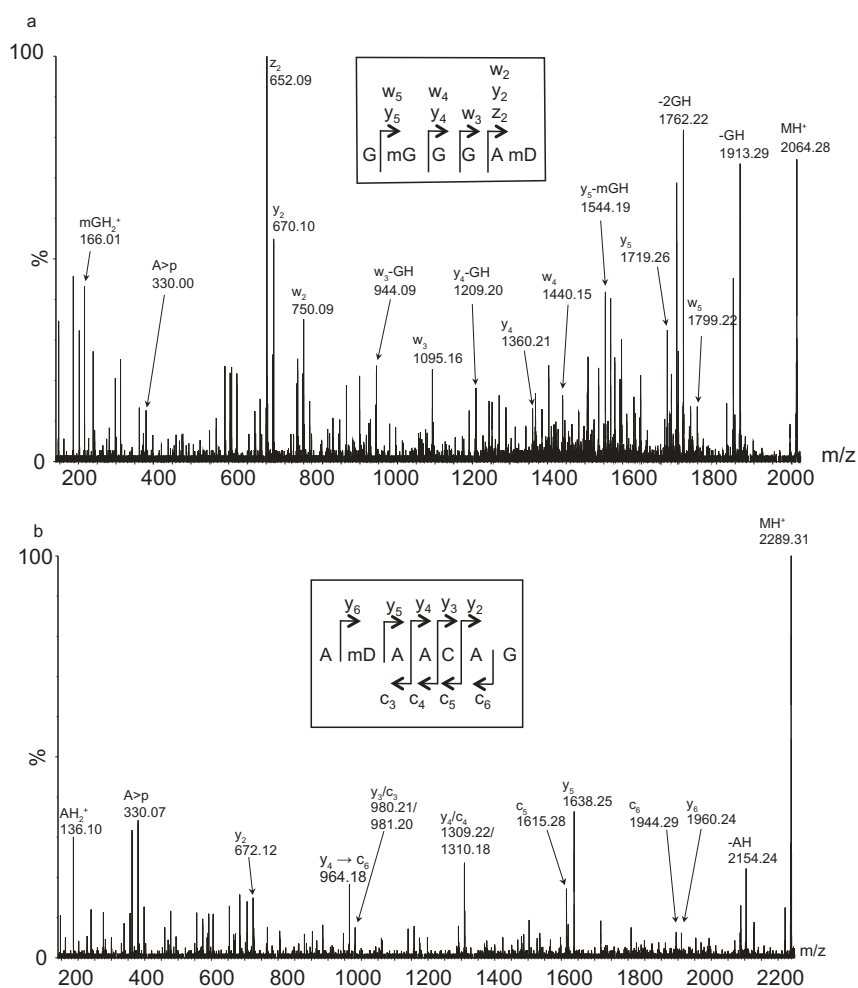 a
100
%
0
z₂
652.09
w₂
w₅ w₄ y₂
y₅ y₄ w₃ z₂
G mG G G A mD
-2GH
1762.22
-GH
1913.29
MH⁺
2064.28
mGH₂⁺
166.01
A>p
330.00
y₂
670.10
w₂
750.09
w₃-GH
944.09
w₃
1095.16
y₄-GH
1209.20
y₄
1360.21
w₄
1440.15
y₅-mGH
1544.19
y₅
1719.26
w₅
1799.22
200 400 600 800 1000 1200 1400 1600 1800 2000 m/z
b
100
%
0
MH⁺
2289.31
y₆ y₅ y₄ y₃ y₂
A mD A A C A G
c₃ c₄ c₅ c₆
AH₂⁺
136.10
A>p
330.07
y₂
672.12
y₄ → c₆
964.18
y₃/c₃
980.21/
981.20
y₄/c₄
1309.22/
1310.18
c₅
1615.28
y₅
1638.25
c₆
1944.29
y₆
1960.24
-AH
2154.24
m/z
200 400 600 800 1000 1200 1400 1600 1800 2000 2200